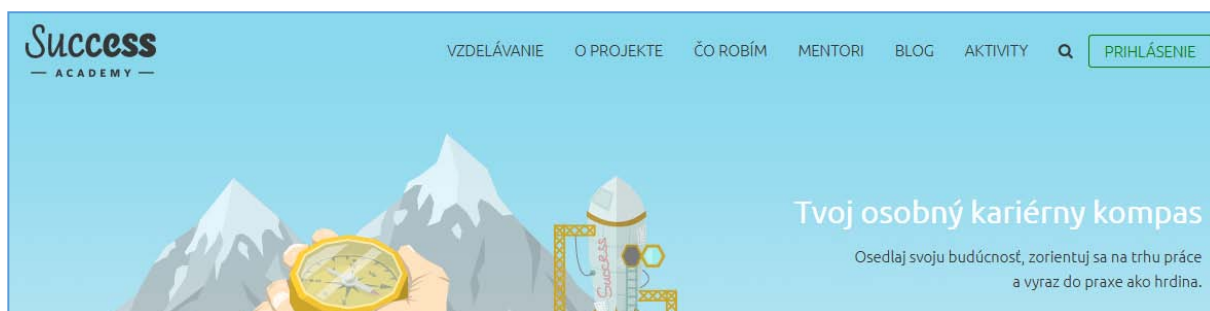 Success
— ACADEMY —
VZDELÁVANIE O PROJEKTE ČO ROBÍM MENTORI BLOG AKTIVITY PRIHLÁSENIE
Tvoj osobný kariérny kompas
Osedlaj svoju budúcnosť, zorientuj sa na trhu práce
a vyraz do praxe ako hrdina.
Success